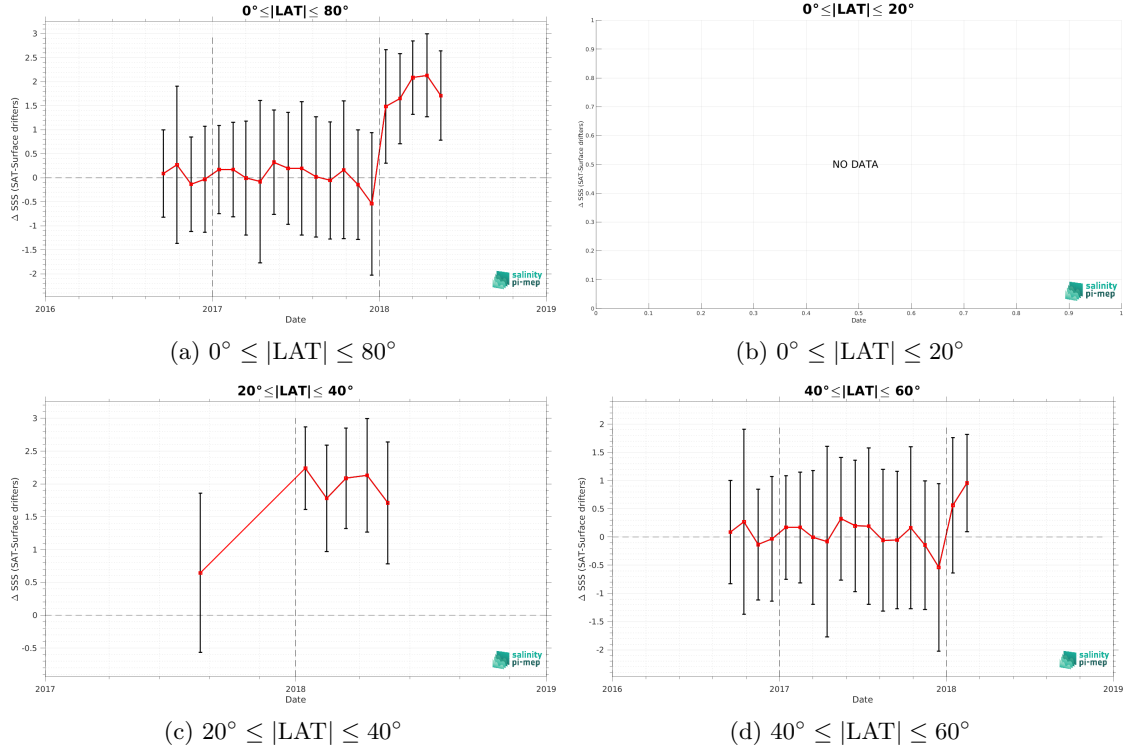 0°≤|LAT|≤ 80°
3
2.5
2
1.5
1
0.5
0
-0.5
-1
-1.5
-2
Δ SSS (SAT-Surface drifters)
2016
2017
2018
2019
Date
salinity
pi-mep
(a) 0° ≤ |LAT| ≤ 80°
0°≤|LAT|≤ 20°
1
0.9
0.8
0.7
0.6
0.5
0.4
0.3
0.2
0.1
0
Δ SSS (SAT-Surface drifters)
NO DATA
0
0.1
0.2
0.3
0.4
0.5
0.6
0.7
0.8
0.9
1
Date
salinity
pi-mep
(b) 0° ≤ |LAT| ≤ 20°
20°≤|LAT|≤ 40°
3
2.5
2
1.5
1
0.5
0
-0.5
Δ SSS (SAT-Surface drifters)
2017
2018
2019
Date
salinity
pi-mep
(c) 20° ≤ |LAT| ≤ 40°
40°≤|LAT|≤ 60°
2
1.5
1
0.5
0
-0.5
-1
-1.5
-2
Δ SSS (SAT-Surface drifters)
2016
2017
2018
2019
Date
salinity
pi-mep
(d) 40° ≤ |LAT| ≤ 60°